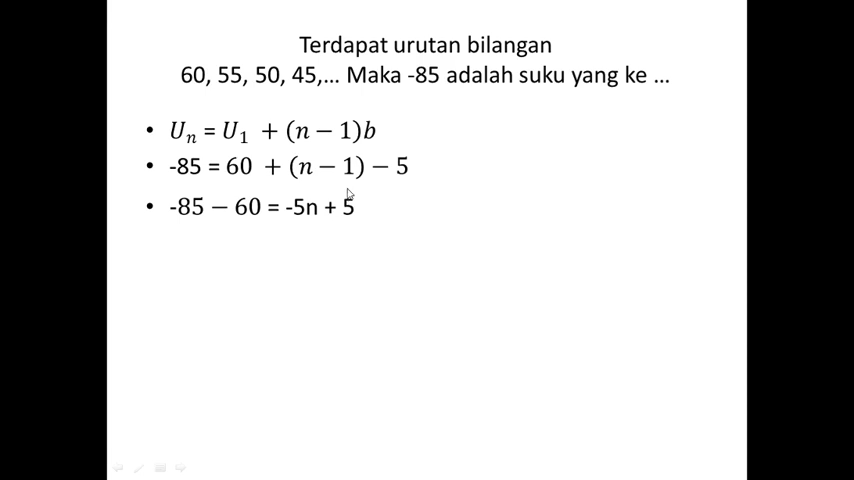 Terdapat urutan bilangan
60, 55, 50, 45,... Maka -85 adalah suku yang ke ...
• Uₙ = U₁ + (n − 1)b
• -85 = 60 + (n − 1) − 5
• -85 − 60 = -5n + 5